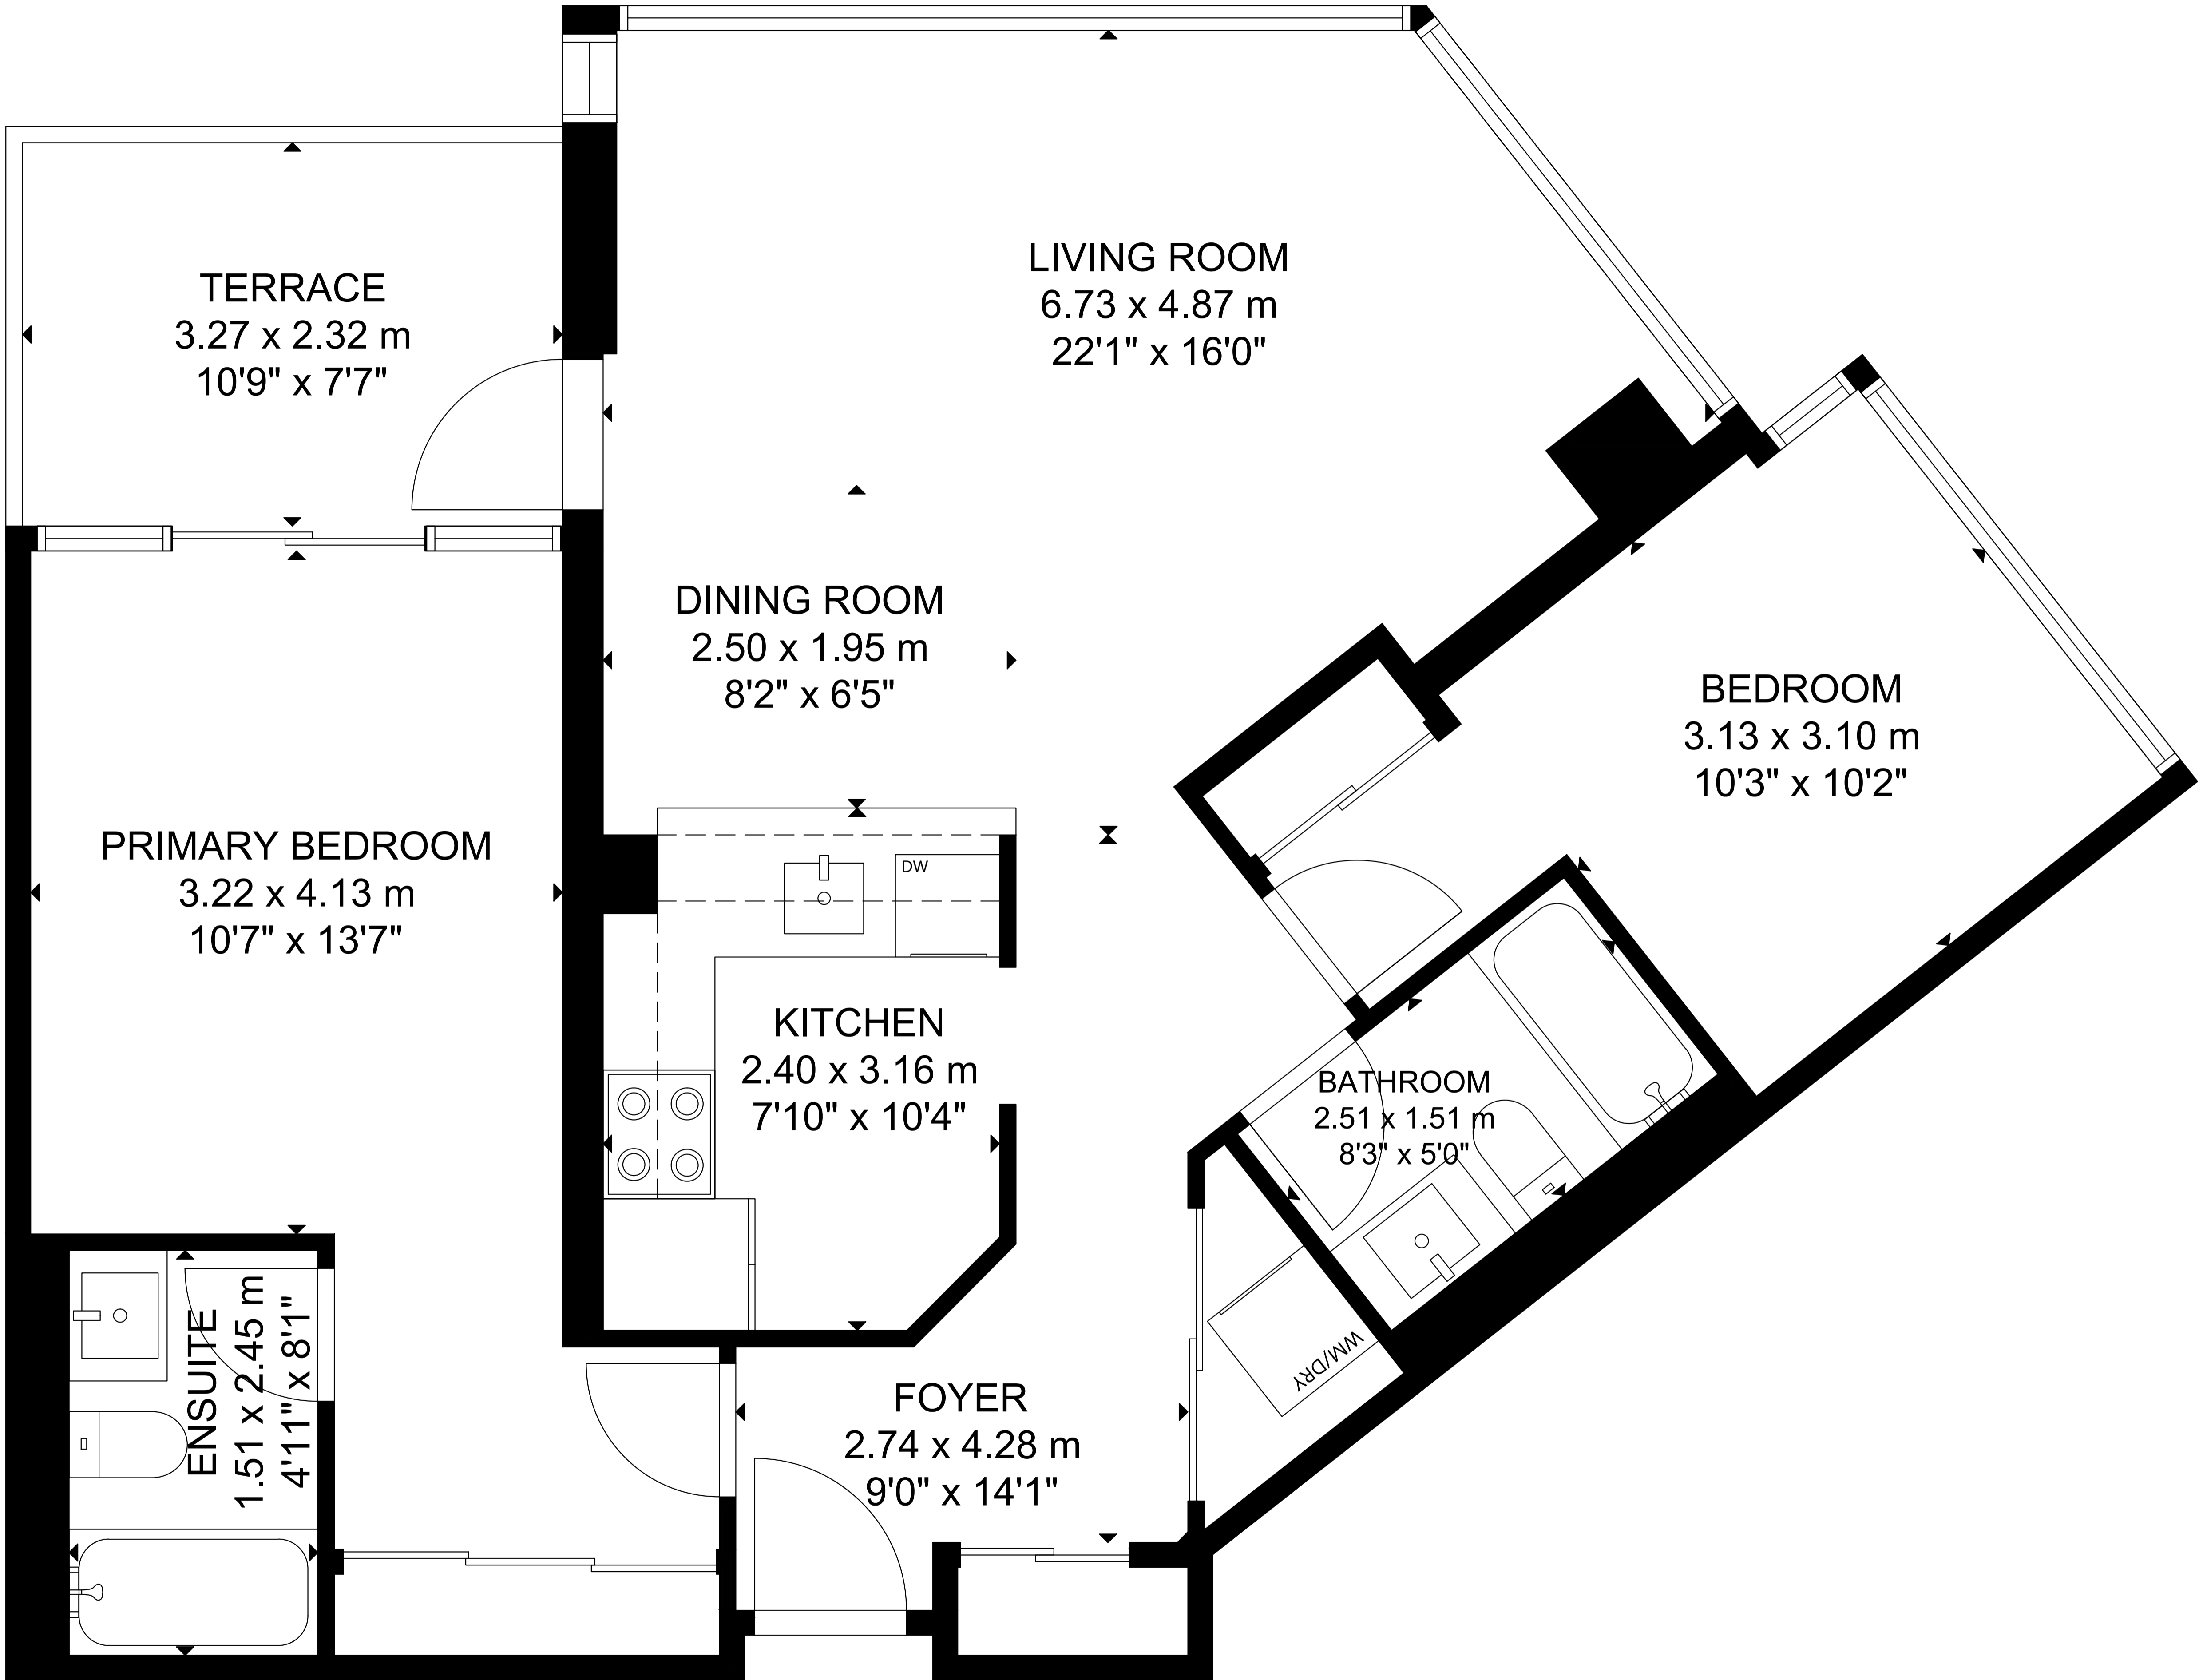 LIVING ROOM
6.73 x 4.87 m
22'1" x 16'0"
TERRACE
3.27 x 2.32 m
10'9" x 7'7"
DINING ROOM
2.50 x 1.95 m
8'2" x 6'5"
BEDROOM
3.13 x 3.10 m
10'3" x 10'2"
PRIMARY BEDROOM
3.22 x 4.13 m
10'7" x 13'7"
DW
KITCHEN
2.40 x 3.16 m
7'10" x 10'4"
BATHROOM
2.51 x 1.51 m
8'3" x 5'0"
ENSUITE
1.51 x 2.45 m
4'11" x 8'1"
WM/DRY
FOYER
2.74 x 4.28 m
9'0" x 14'1"